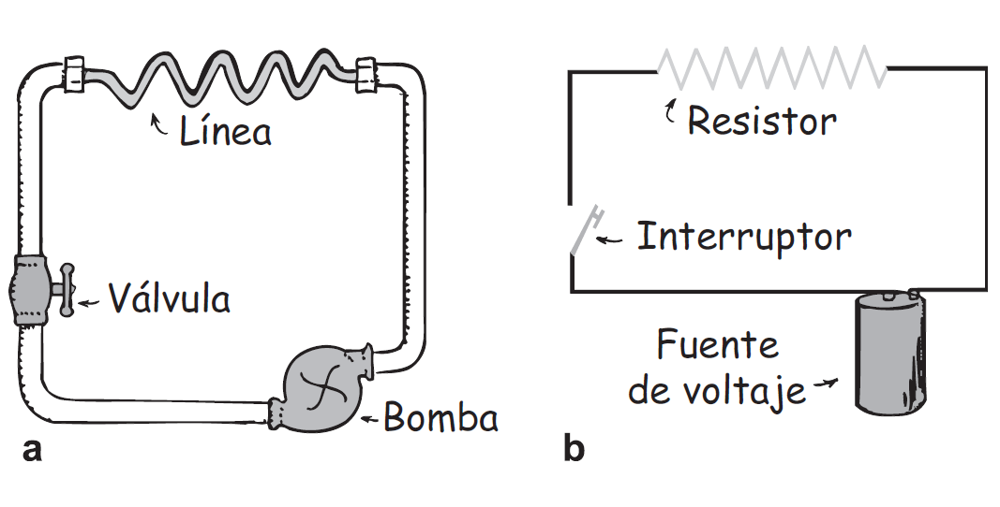 Línea
Válvula
Bomba
a
Resistor
Interruptor
Fuente
de voltaje
b